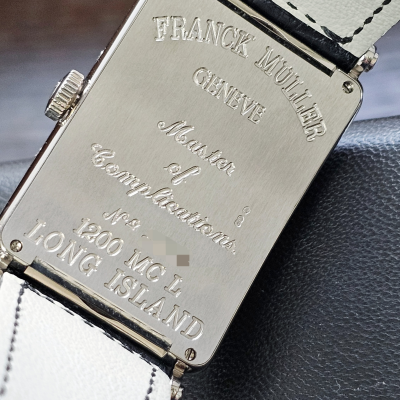 FRANCK MULLER
GENEVE
Master
of
Complications
No.
1200 MC L
LONG ISLAND